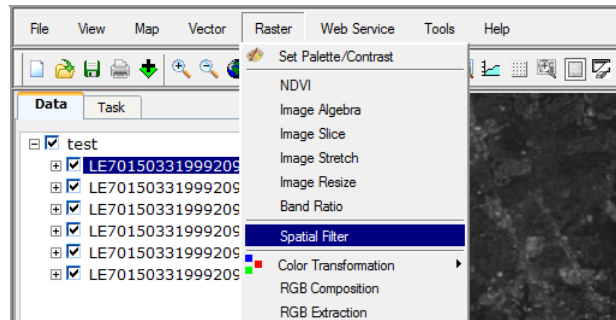 File View Map Vector Raster Web Service Tools Help
Set Palette/Contrast
NDVI
Image Algebra
Image Slice
Image Stretch
Image Resize
Band Ratio
Spatial Filter
Color Transformation
RGB Composition
RGB Extraction
Data Task
test
LE70150331999209
LE70150331999209
LE70150331999209
LE70150331999209
LE70150331999209
LE70150331999209